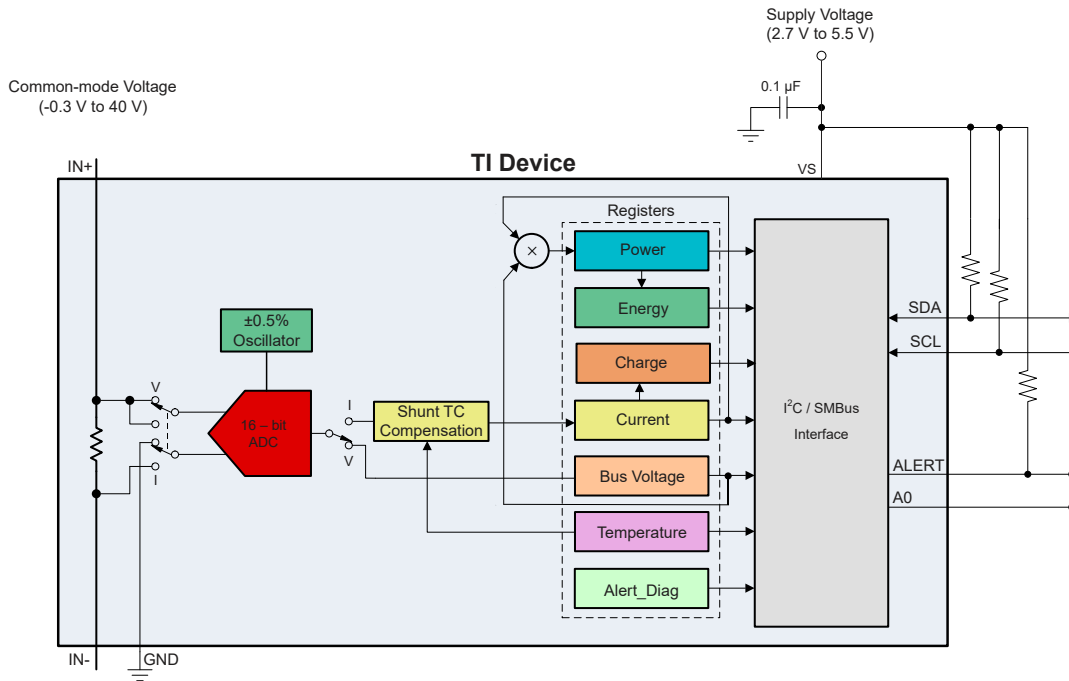 Supply Voltage
(2.7 V to 5.5 V)
Common-mode Voltage
(-0.3 V to 40 V)
0.1 µF
IN+
TI Device
VS
Registers
×
Power
±0.5%
Oscillator
Energy
SDA
SCL
Charge
V
I
Shunt TC
Compensation
Current
16 – bit
ADC
I²C / SMBus
Interface
V
I
Bus Voltage
ALERT
A0
Temperature
Alert_Diag
IN-
GND